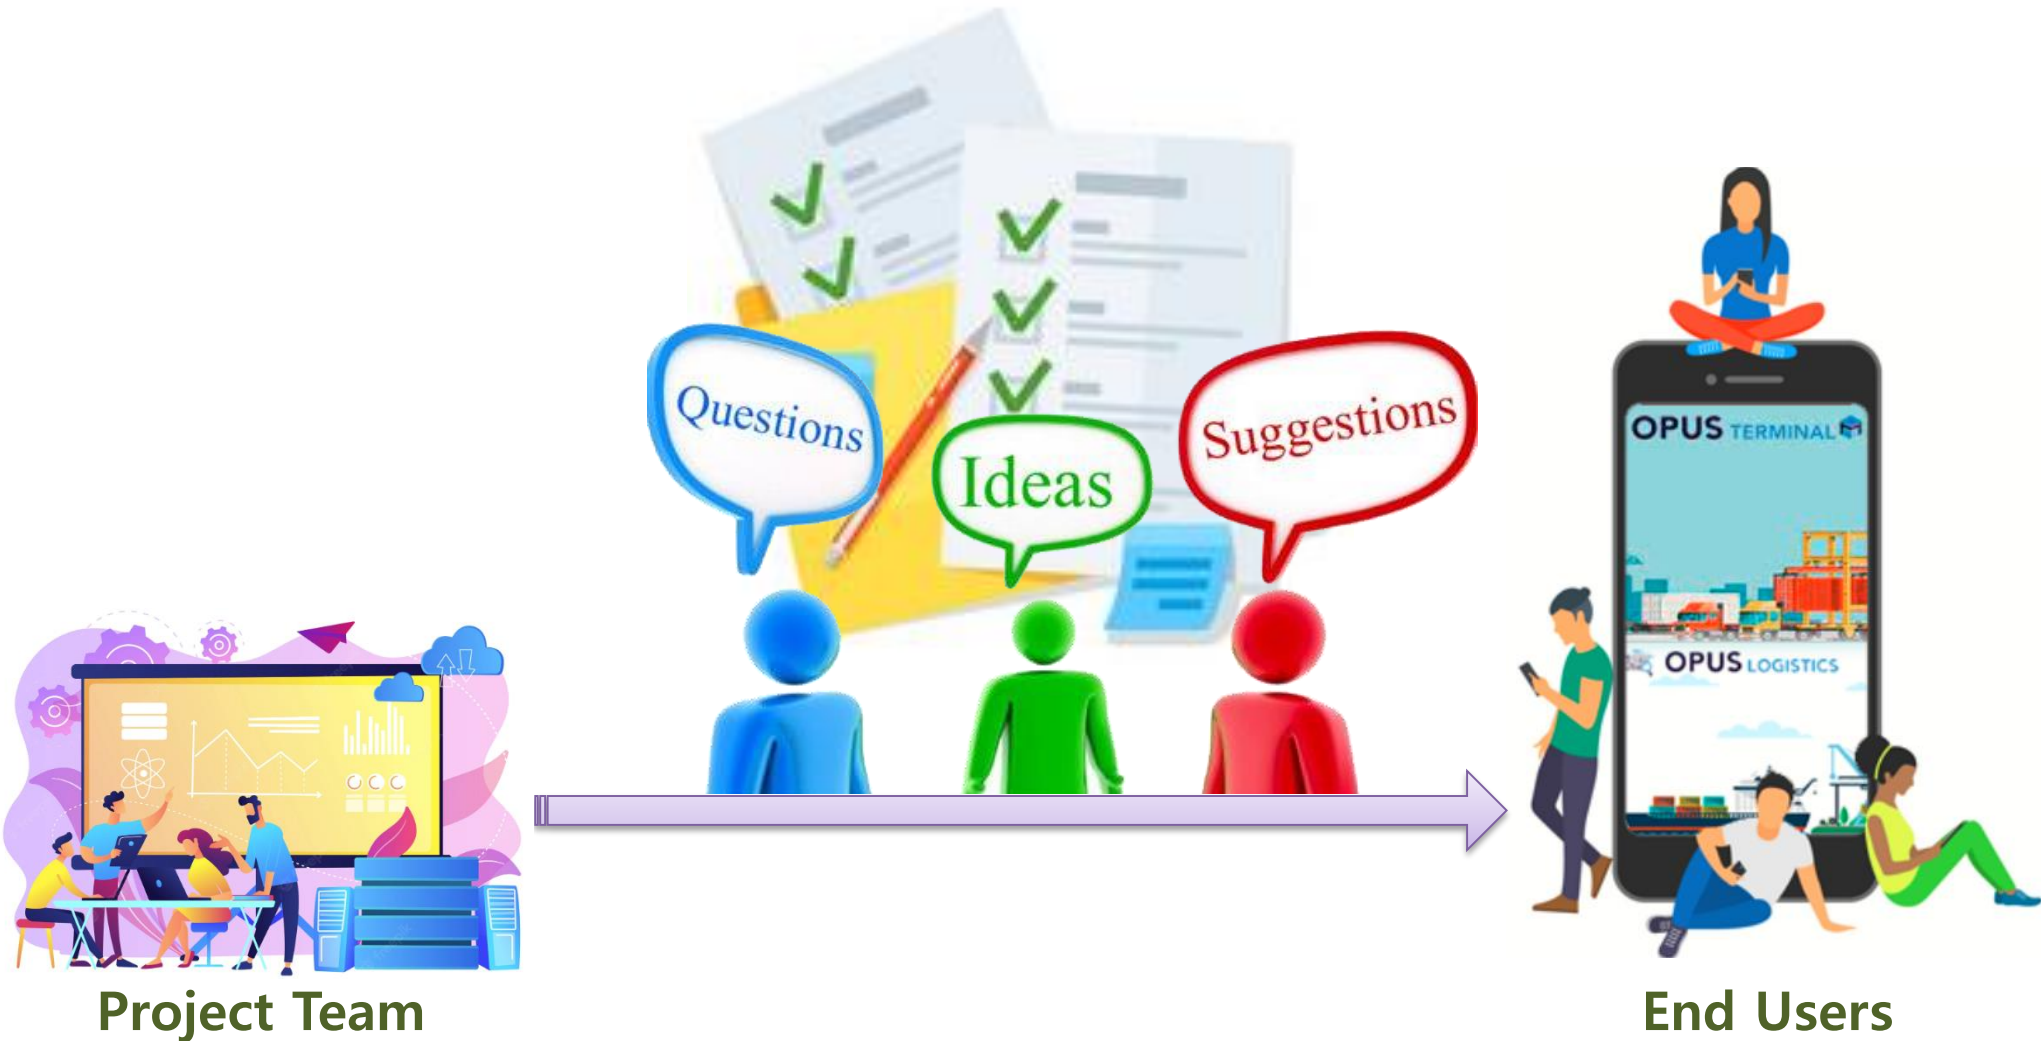 Questions
Ideas
Suggestions
OPUS TERMINAL
OPUS LOGISTICS
Project Team
End Users